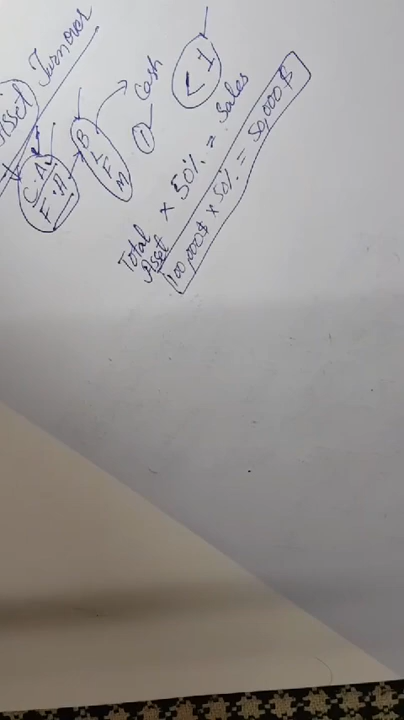 Asset Turnover
C.A
F.A
B
L
F
M
Cash
①
< 1
Total Asset × 50% = Sales
100,000$ × 50% = 50,000$